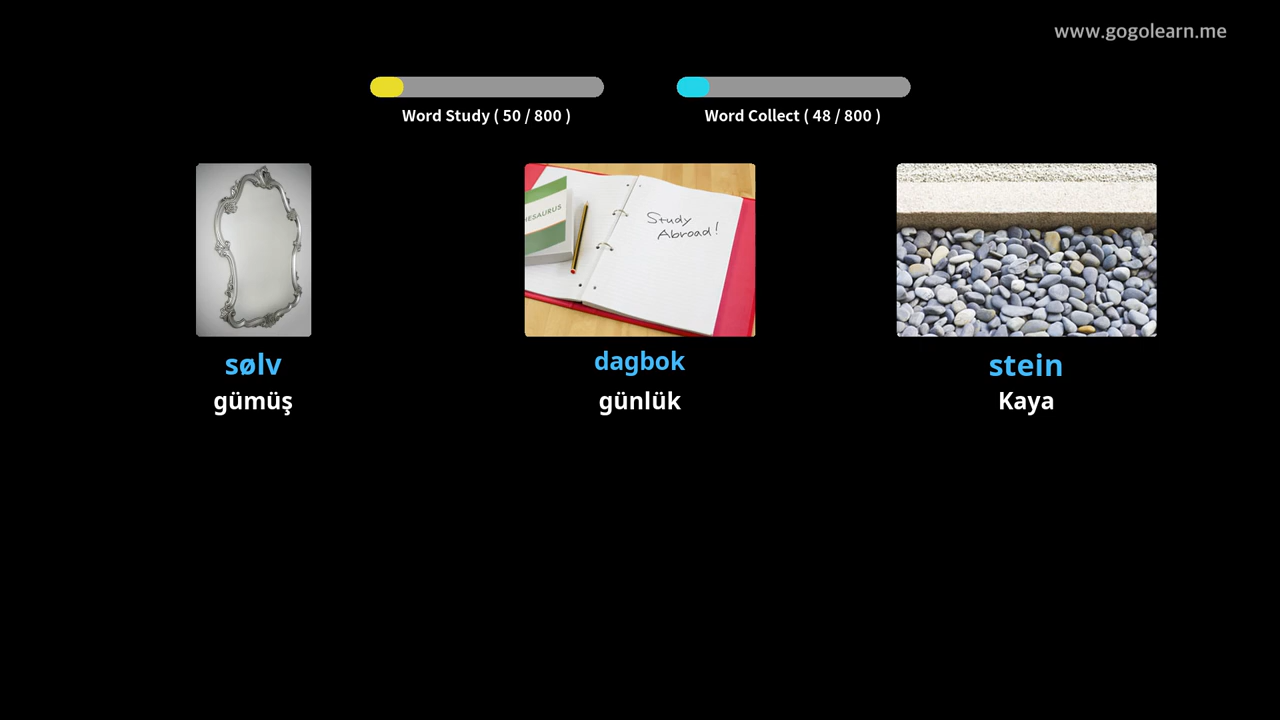 www.gogolearn.me
Word Study ( 50 / 800 )
Word Collect ( 48 / 800 )
HESAURUS
Study
Abroad!
sølv
dagbok
stein
gümüş
günlük
Kaya